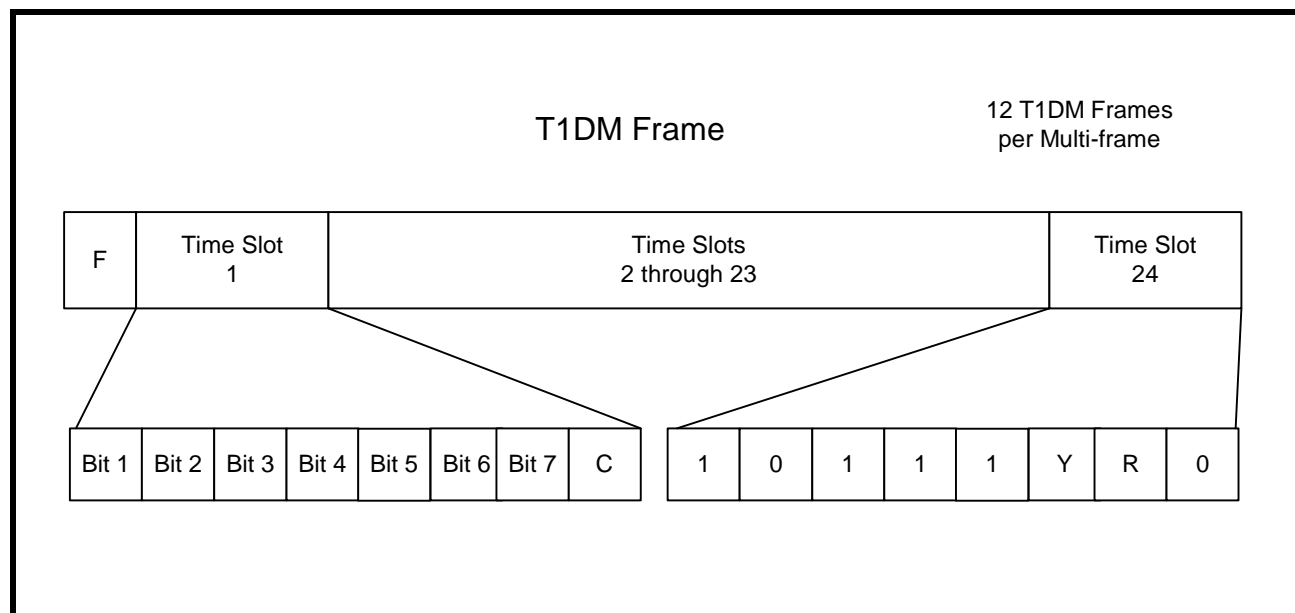 T1DM Frame
12 T1DM Frames
per Multi-frame
F
Time Slot
1
Time Slots
2 through 23
Time Slot
24
Bit 1 Bit 2 Bit 3 Bit 4 Bit 5 Bit 6 Bit 7 C
1 0 1 1 1 Y R 0